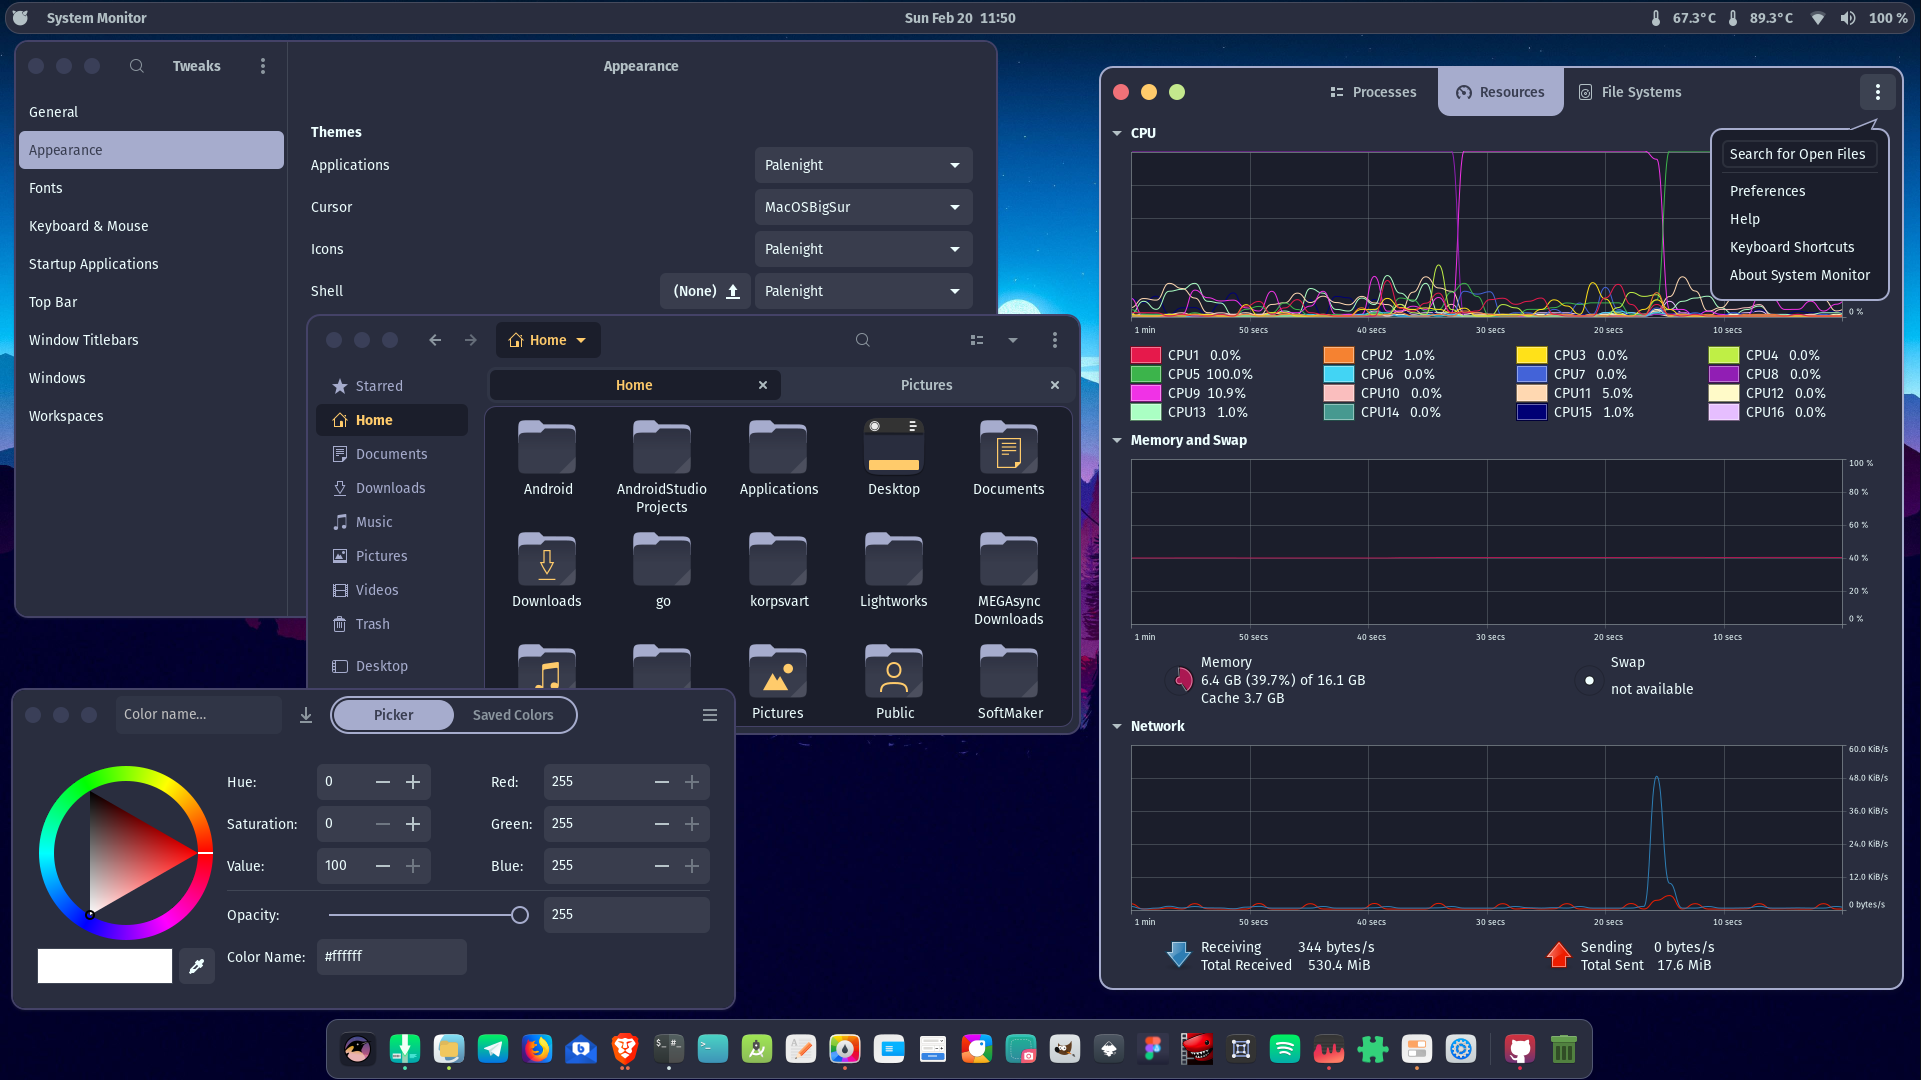 System Monitor
Sun Feb 20 11:50
67.3°C 89.3°C 100 %
Tweaks
General
Appearance
Fonts
Keyboard & Mouse
Startup Applications
Top Bar
Window Titlebars
Windows
Workspaces
Appearance
Themes
Applications Palenight
Cursor MacOSBigSur
Icons Palenight
Shell (None) Palenight
Home
Starred
Home
Documents
Downloads
Music
Pictures
Videos
Trash
Desktop
Home Pictures
Android AndroidStudio Applications Desktop Documents
Projects
Downloads go korpsvart Lightworks MEGAsync
Downloads
Pictures Public SoftMaker
Color name...
Picker Saved Colors
Hue: 0 Red: 255
Saturation: 0 Green: 255
Value: 100 Blue: 255
Opacity: 255
Color Name: #ffffff
Processes Resources File Systems
Search for Open Files
Preferences
Help
Keyboard Shortcuts
About System Monitor
CPU
0 %
1 min 50 secs 40 secs 30 secs 20 secs 10 secs
CPU1 0.0% CPU2 1.0% CPU3 0.0% CPU4 0.0%
CPU5 100.0% CPU6 0.0% CPU7 0.0% CPU8 0.0%
CPU9 10.9% CPU10 0.0% CPU11 5.0% CPU12 0.0%
CPU13 1.0% CPU14 0.0% CPU15 1.0% CPU16 0.0%
Memory and Swap
100 %
80 %
60 %
40 %
20 %
0 %
1 min 50 secs 40 secs 30 secs 20 secs 10 secs
Memory
6.4 GB (39.7%) of 16.1 GB
Cache 3.7 GB
Swap
not available
Network
60.0 KiB/s
48.0 KiB/s
36.0 KiB/s
24.0 KiB/s
12.0 KiB/s
0 bytes/s
1 min 50 secs 40 secs 30 secs 20 secs 10 secs
Receiving 344 bytes/s
Total Received 530.4 MiB
Sending 0 bytes/s
Total Sent 17.6 MiB
$_ #_
>_